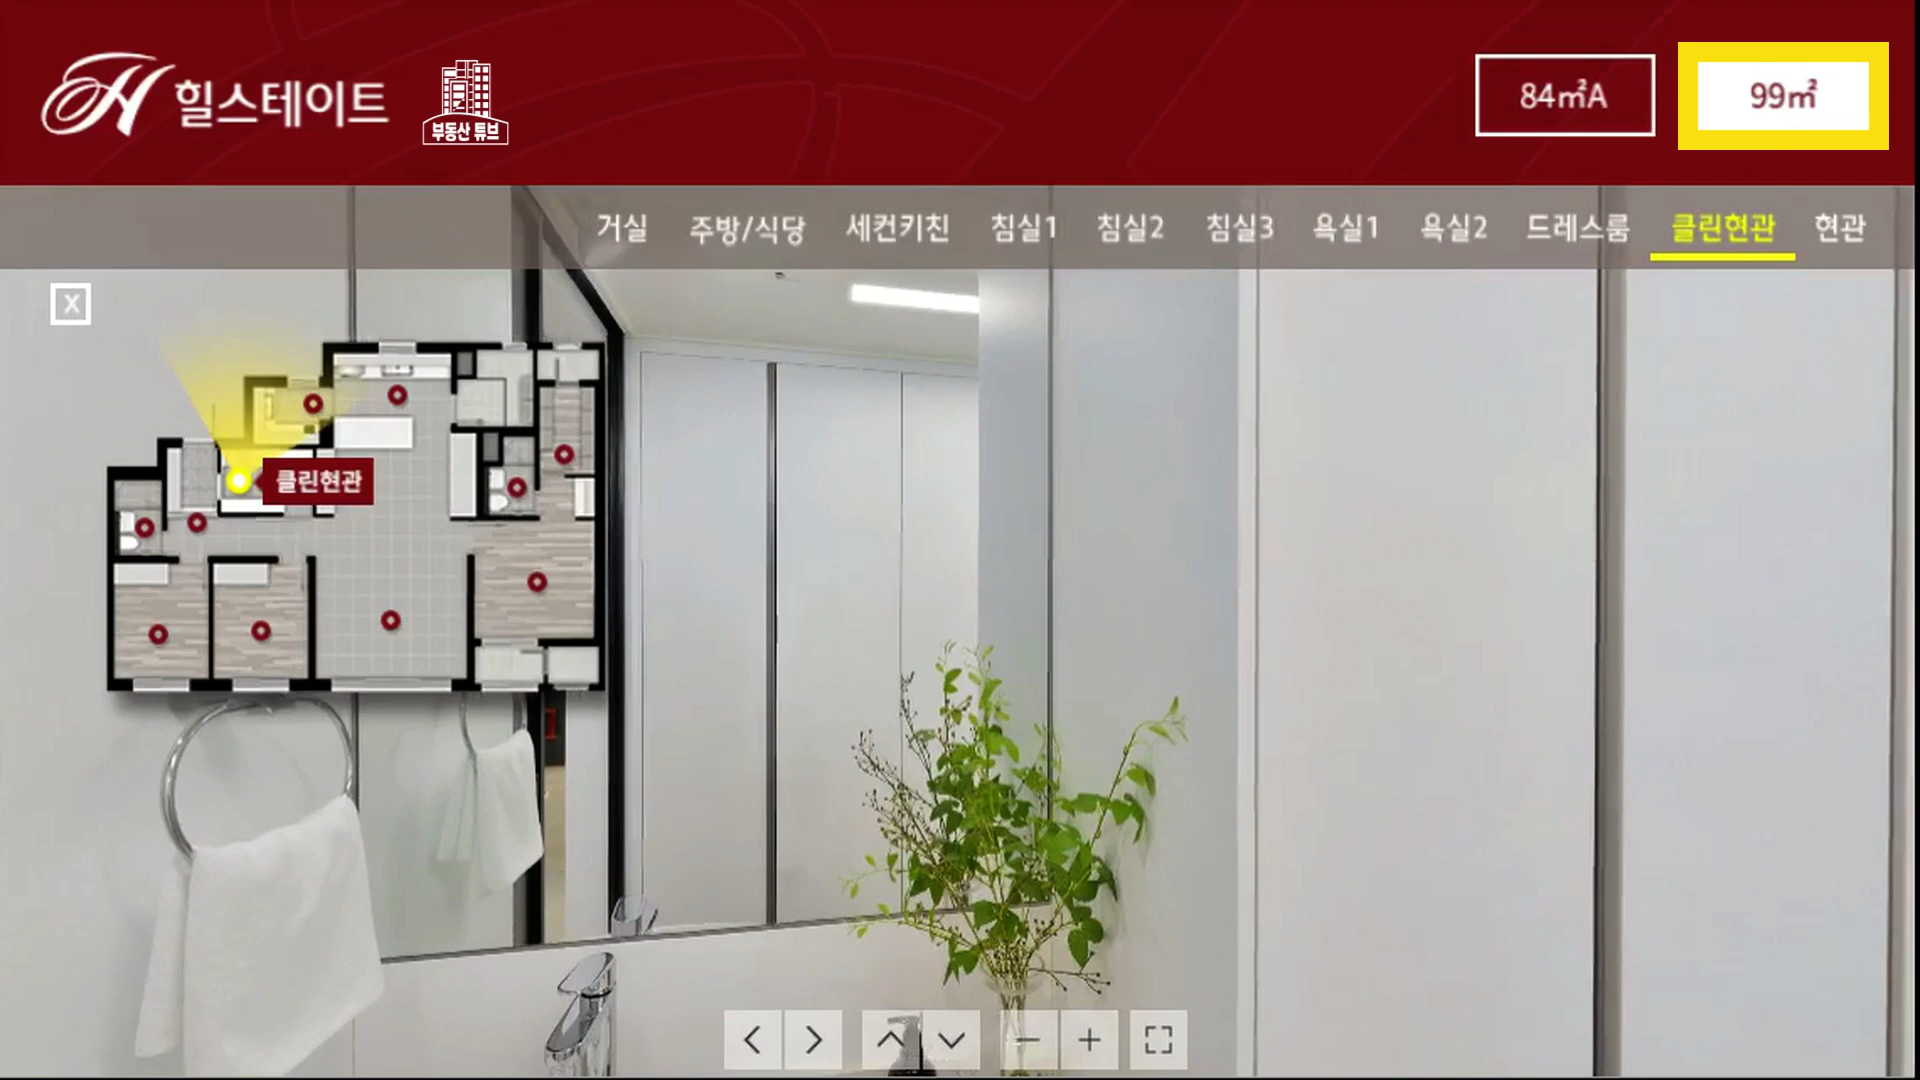 힐스테이트
부동산 튜브
84㎡A
99㎡
거실 주방/식당 세컨키친 침실1 침실2 침실3 욕실1 욕실2 드레스룸 클린현관 현관
X
클린현관